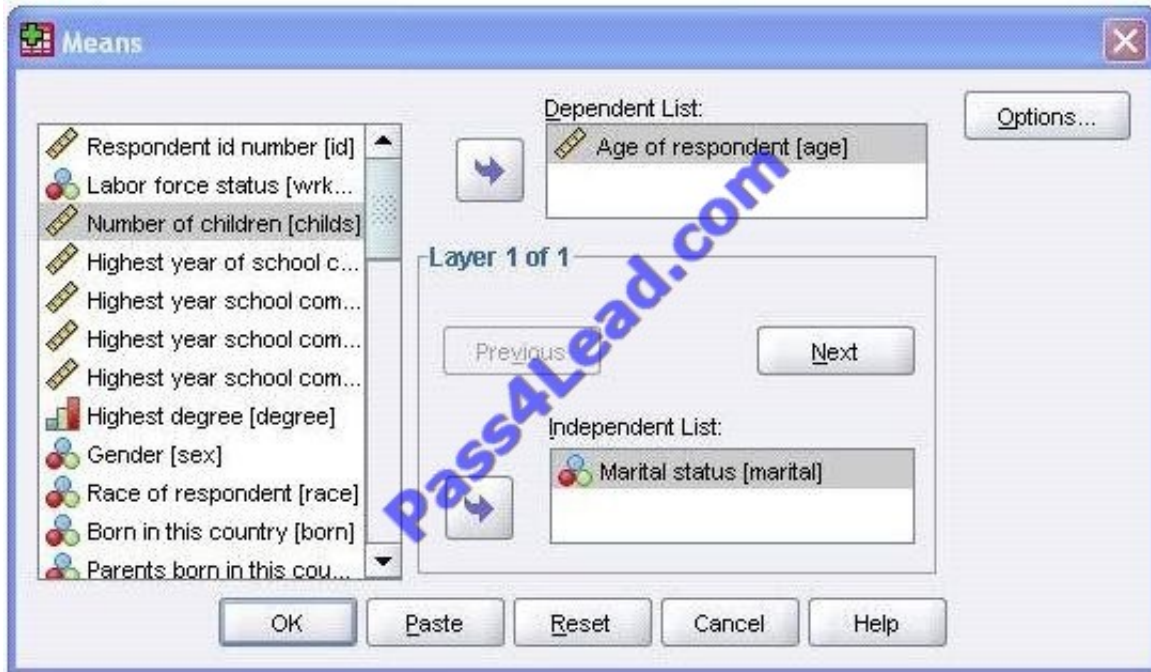 Means
Dependent List:
Options...
Respondent id number [id]
Labor force status [wrk...
Number of children [childs]
Highest year of school c...
Highest year school com...
Highest year school com...
Highest year school com...
Highest degree [degree]
Gender [sex]
Race of respondent [race]
Born in this country [born]
Parents born in this cou...
Age of respondent [age]
Layer 1 of 1
Previous
Next
Independent List:
Marital status [marital]
OK
Paste
Reset
Cancel
Help
Pass4Lead.com